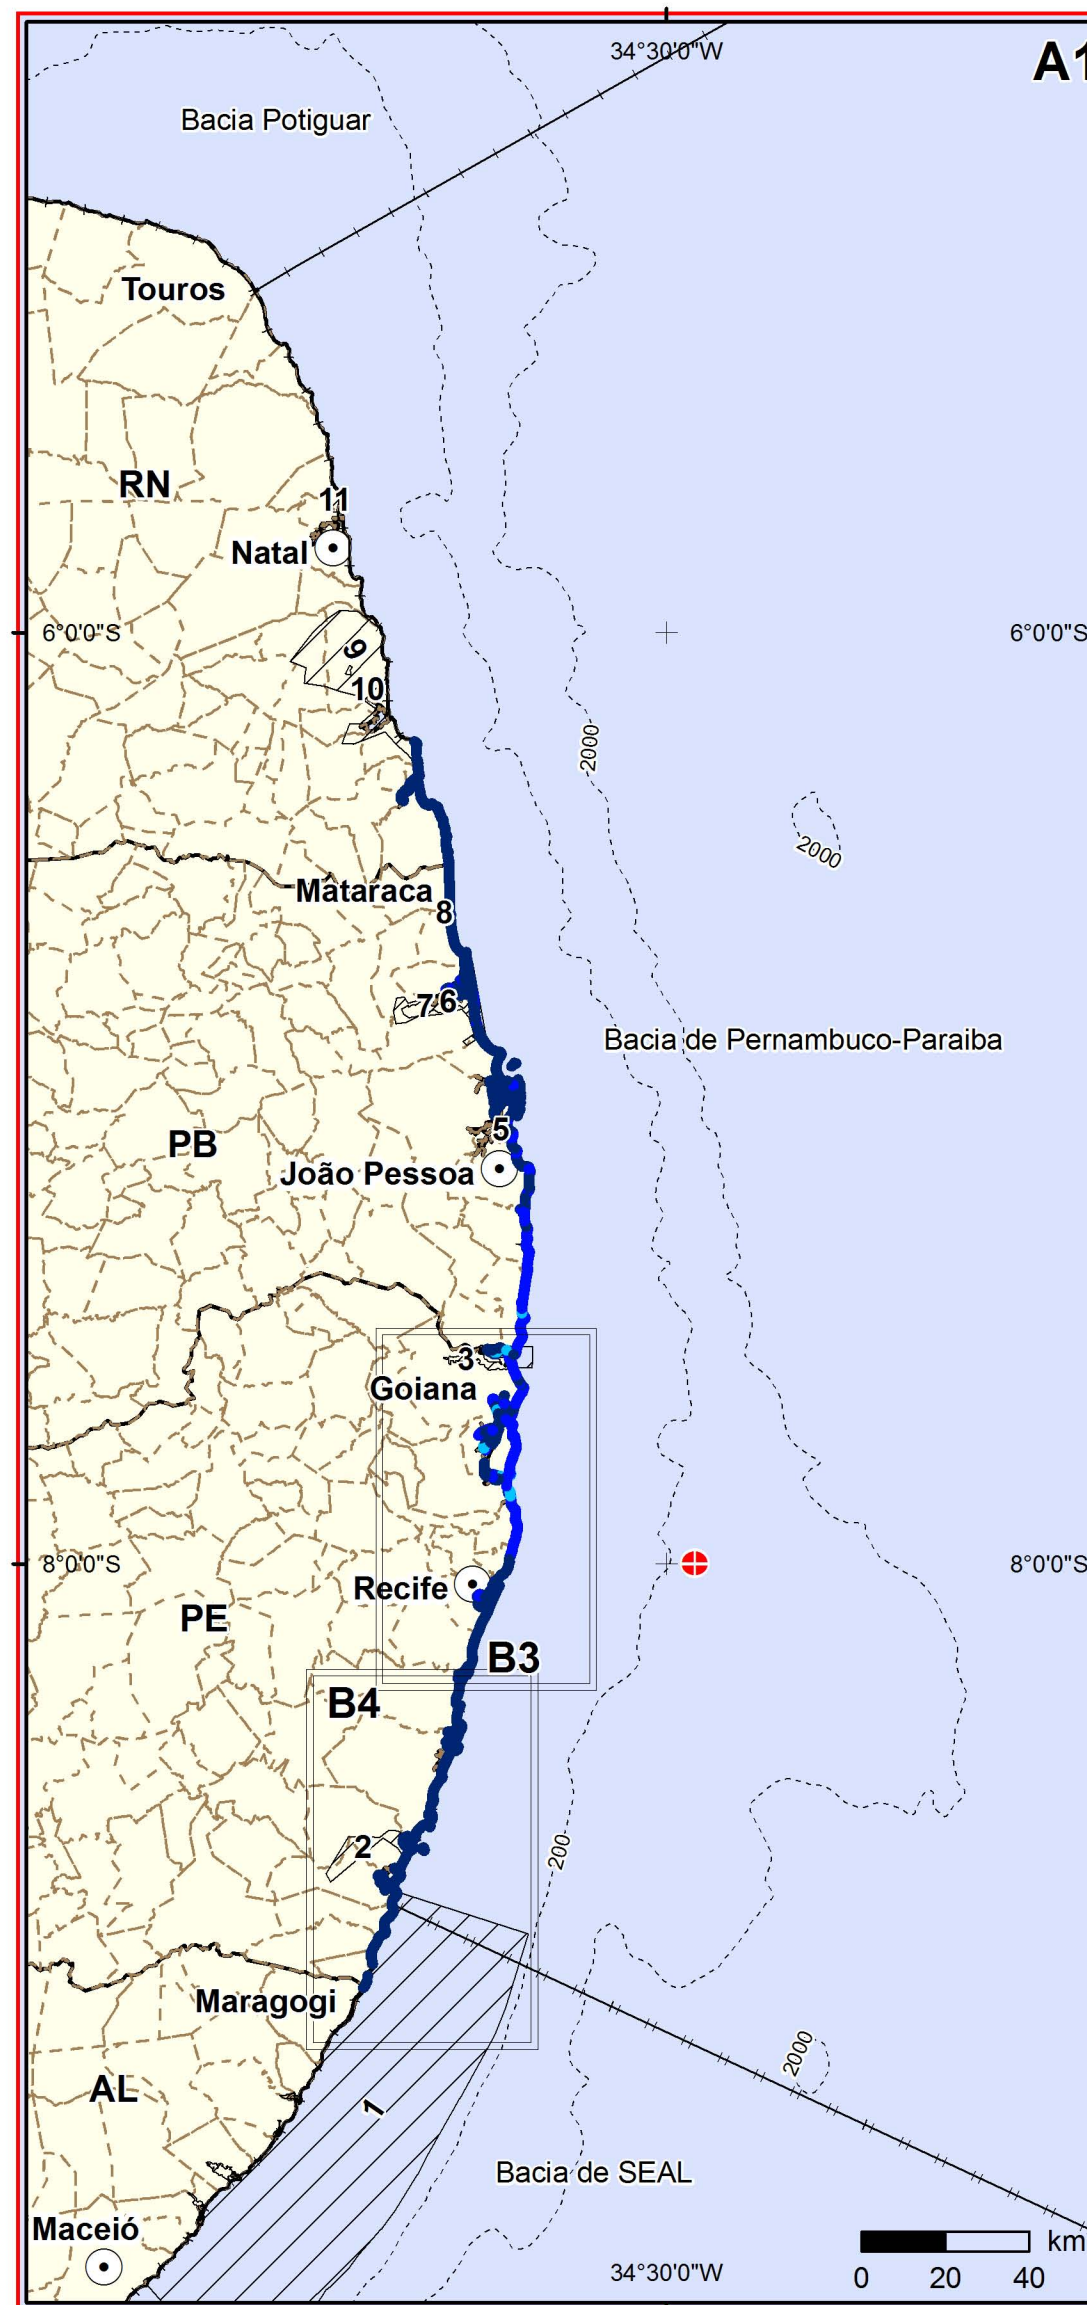 34°30'0"W
A1
Bacia Potiguar
Touros
RN
11
Natal
6°0'0"S
6°0'0"S
9
10
2000
2000
Mataraca
8
7
6
Bacia de Pernambuco-Paraiba
5
PB
João Pessoa
3
Goiana
8°0'0"S
8°0'0"S
Recife
PE
B3
B4
2
200
Maragogi
2000
AL
1
Bacia de SEAL
Maceió
km
34°30'0"W
0 20 40